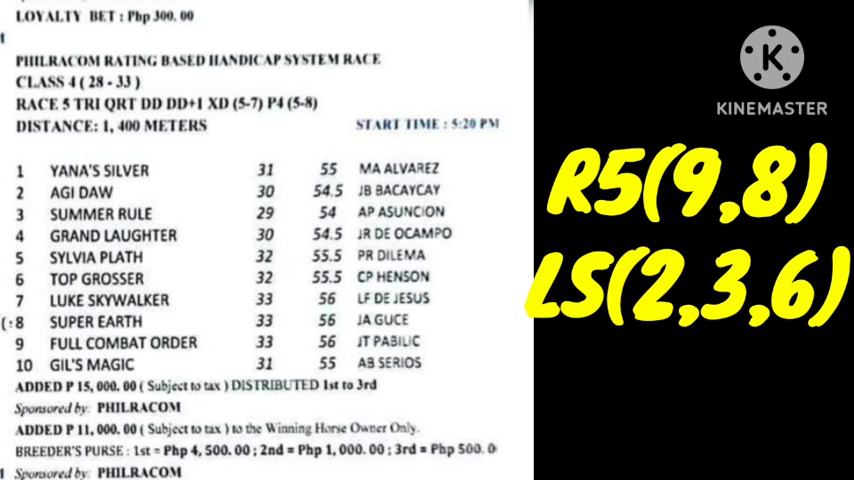 LOYALTY BET : Php 300. 00
PHILRACOM RATING BASED HANDICAP SYSTEM RACE
CLASS 4 ( 28 - 33 )
RACE 5 TRI QRT DD DD+1 XD (5-7) P4 (5-8)
DISTANCE: 1, 400 METERS START TIME : 5:20 PM
1 YANA'S SILVER 31 55 MA ALVAREZ
2 AGI DAW 30 54.5 JB BACAYCAY
3 SUMMER RULE 29 54 AP ASUNCION
4 GRAND LAUGHTER 30 54.5 JR DE OCAMPO
5 SYLVIA PLATH 32 55.5 PR DILEMA
6 TOP GROSSER 32 55.5 CP HENSON
7 LUKE SKYWALKER 33 56 LF DE JESUS
(:8 SUPER EARTH 33 56 JA GUCE
9 FULL COMBAT ORDER 33 56 JT PABILIC
10 GIL'S MAGIC 31 55 AB SERIOS
ADDED P 15, 000. 00 ( Subject to tax ) DISTRIBUTED 1st to 3rd
Sponsored by: PHILRACOM
ADDED P 11, 000. 00 ( Subject to tax ) to the Winning Horse Owner Only.
BREEDER'S PURSE : 1st = Php 4, 500. 00 ; 2nd = Php 1, 000. 00 ; 3rd = Php 500. 0
Sponsored by: PHILRACOM
K
KINEMASTER
R5(9,8)
LS(2,3,6)